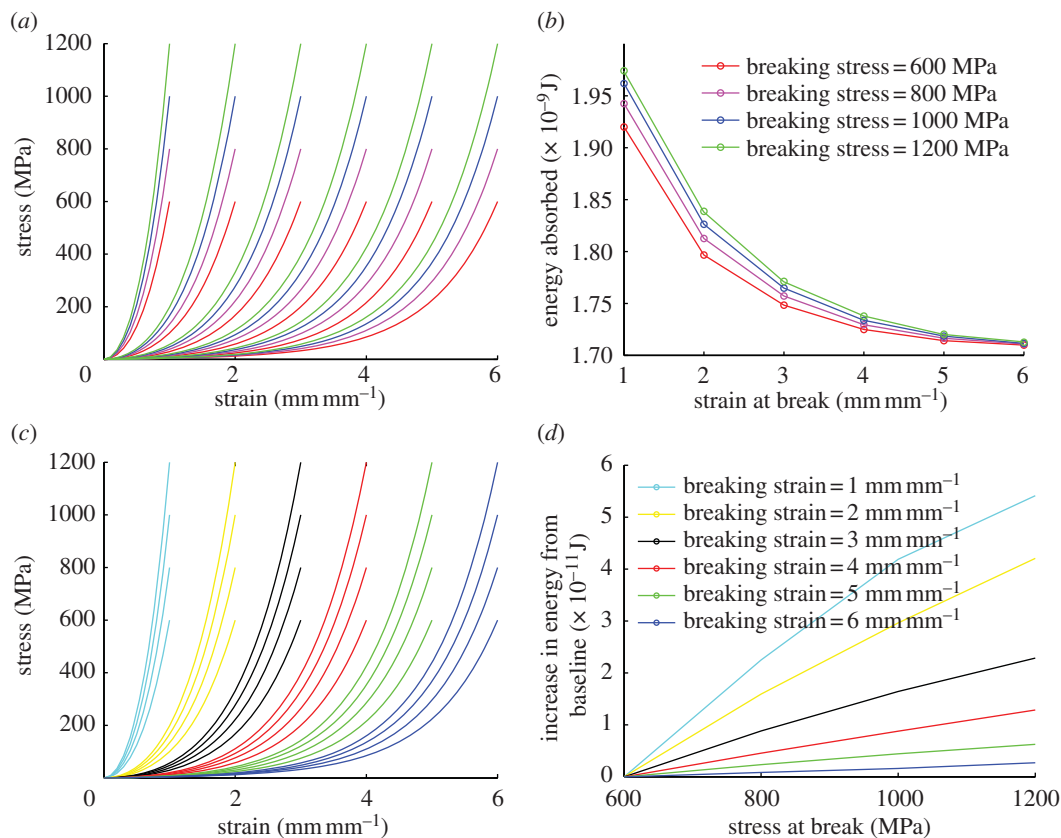 (a)
1200
1000
800
600
400
200
0
2
4
6
stress (MPa)
strain (mm mm⁻¹)
(b)
1.95
1.90
1.85
1.80
1.75
1.70
1
2
3
4
5
6
energy absorbed (× 10⁻⁹ J)
strain at break (mm mm⁻¹)
breaking stress = 600 MPa
breaking stress = 800 MPa
breaking stress = 1000 MPa
breaking stress = 1200 MPa
(c)
1200
1000
800
600
400
200
0
2
4
6
stress (MPa)
strain (mm mm⁻¹)
(d)
6
5
4
3
2
1
0
600
800
1000
1200
increase in energy from
baseline (× 10⁻¹¹ J)
stress at break (MPa)
breaking strain = 1 mm mm⁻¹
breaking strain = 2 mm mm⁻¹
breaking strain = 3 mm mm⁻¹
breaking strain = 4 mm mm⁻¹
breaking strain = 5 mm mm⁻¹
breaking strain = 6 mm mm⁻¹